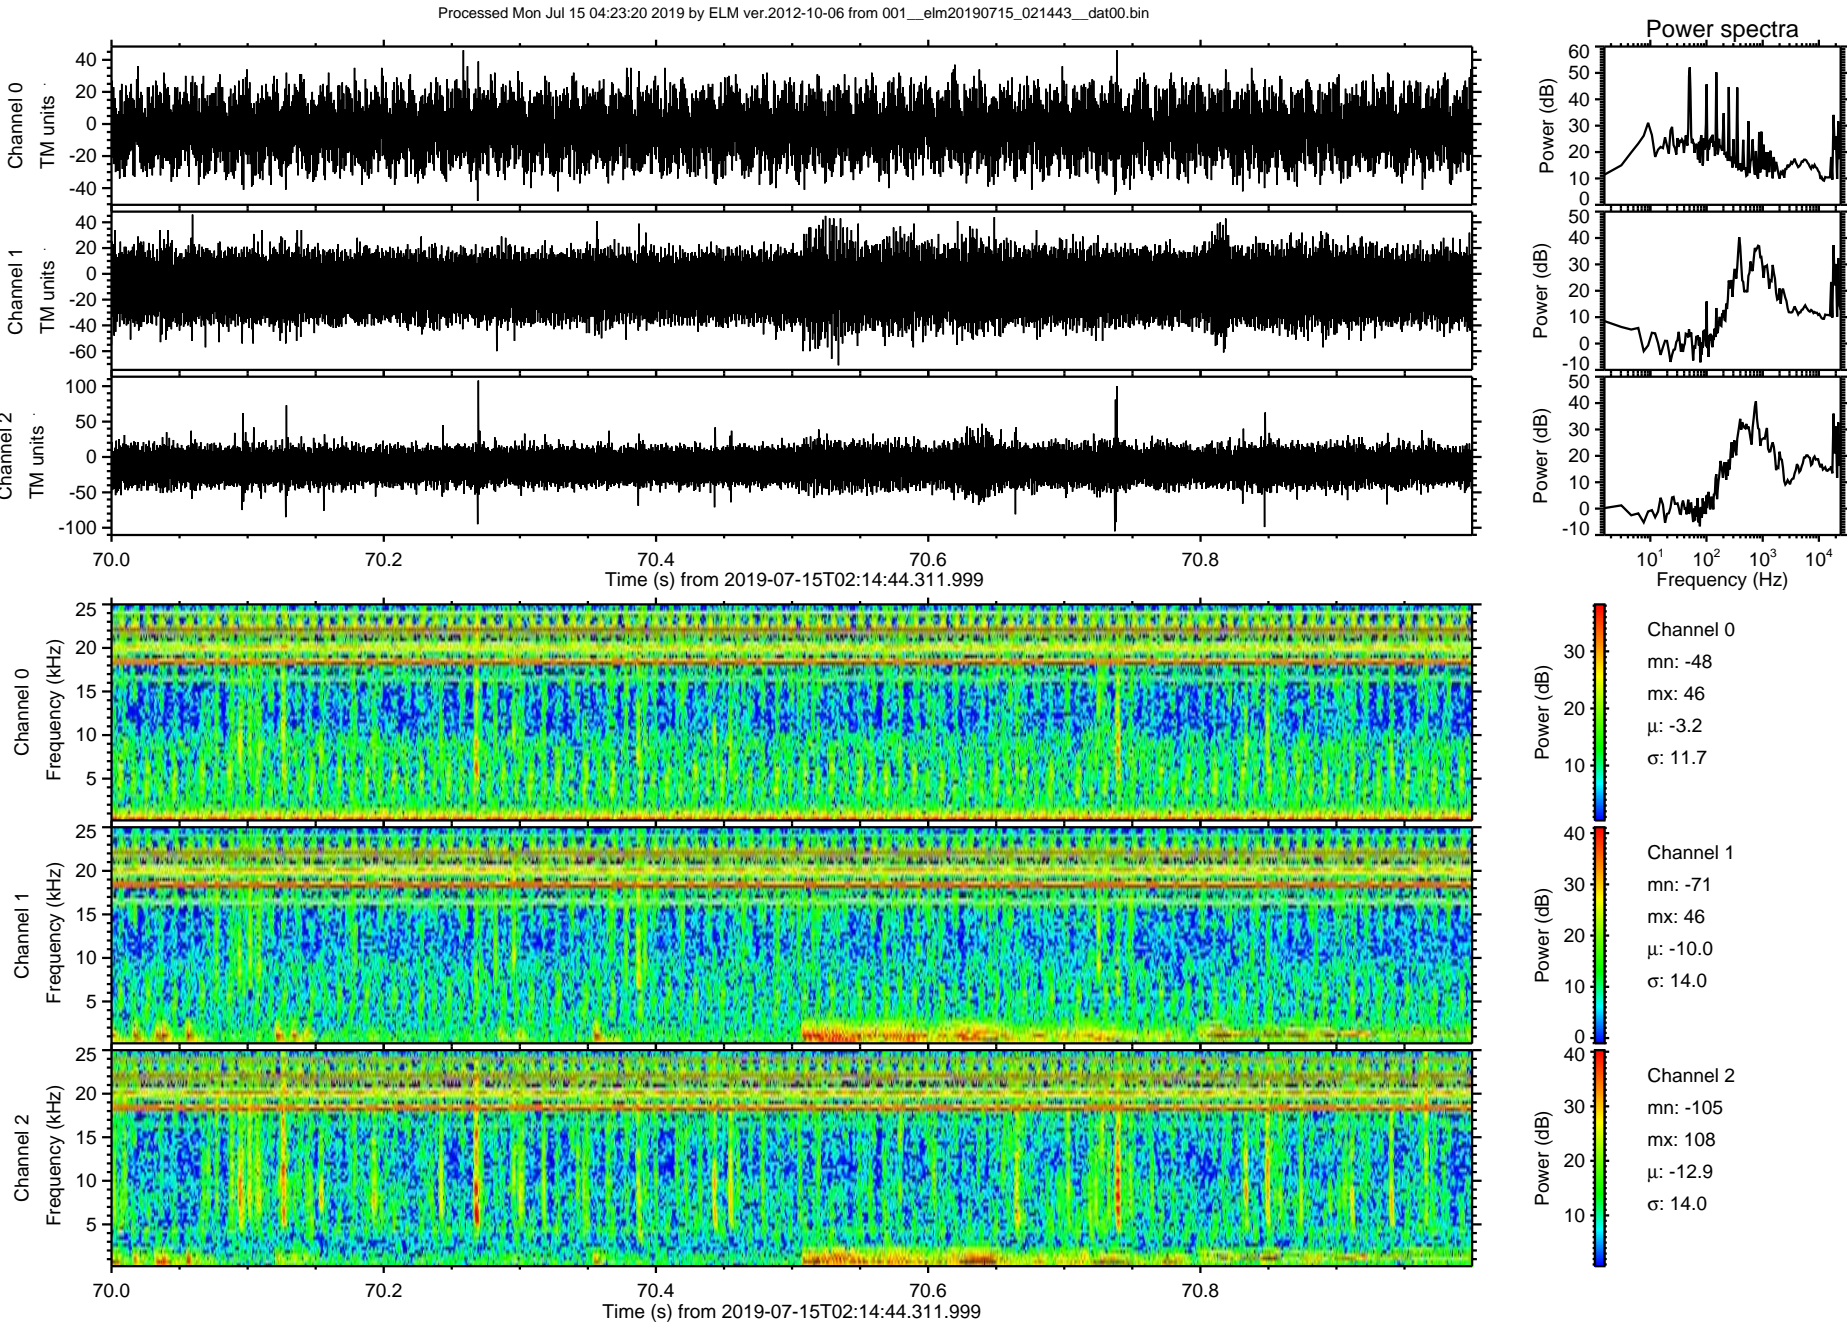 Processed Mon Jul 15 04:23:20 2019 by ELM ver.2012-10-06 from 001__elm20190715_021443__dat00.bin
Power spectra
Channel 0
TM units
40
20
0
-20
-40
Power (dB)
60
50
40
30
20
10
0
Channel 1
TM units
40
20
0
-20
-40
-60
Power (dB)
50
40
30
20
10
0
-10
Channel 2
TM units
100
50
0
-50
-100
Power (dB)
50
40
30
20
10
0
-10
70.0 70.2 70.4 70.6 70.8
Time (s) from 2019-07-15T02:14:44.311.999
10¹ 10² 10³ 10⁴
Frequency (Hz)
Channel 0
Frequency (kHz)
25
20
15
10
5
Power (dB)
30
20
10
Channel 0
mn: -48
mx: 46
μ: -3.2
σ: 11.7
Channel 1
Frequency (kHz)
25
20
15
10
5
Power (dB)
40
30
20
10
0
Channel 1
mn: -71
mx: 46
μ: -10.0
σ: 14.0
Channel 2
Frequency (kHz)
25
20
15
10
5
Power (dB)
40
30
20
10
Channel 2
mn: -105
mx: 108
μ: -12.9
σ: 14.0
70.0 70.2 70.4 70.6 70.8
Time (s) from 2019-07-15T02:14:44.311.999